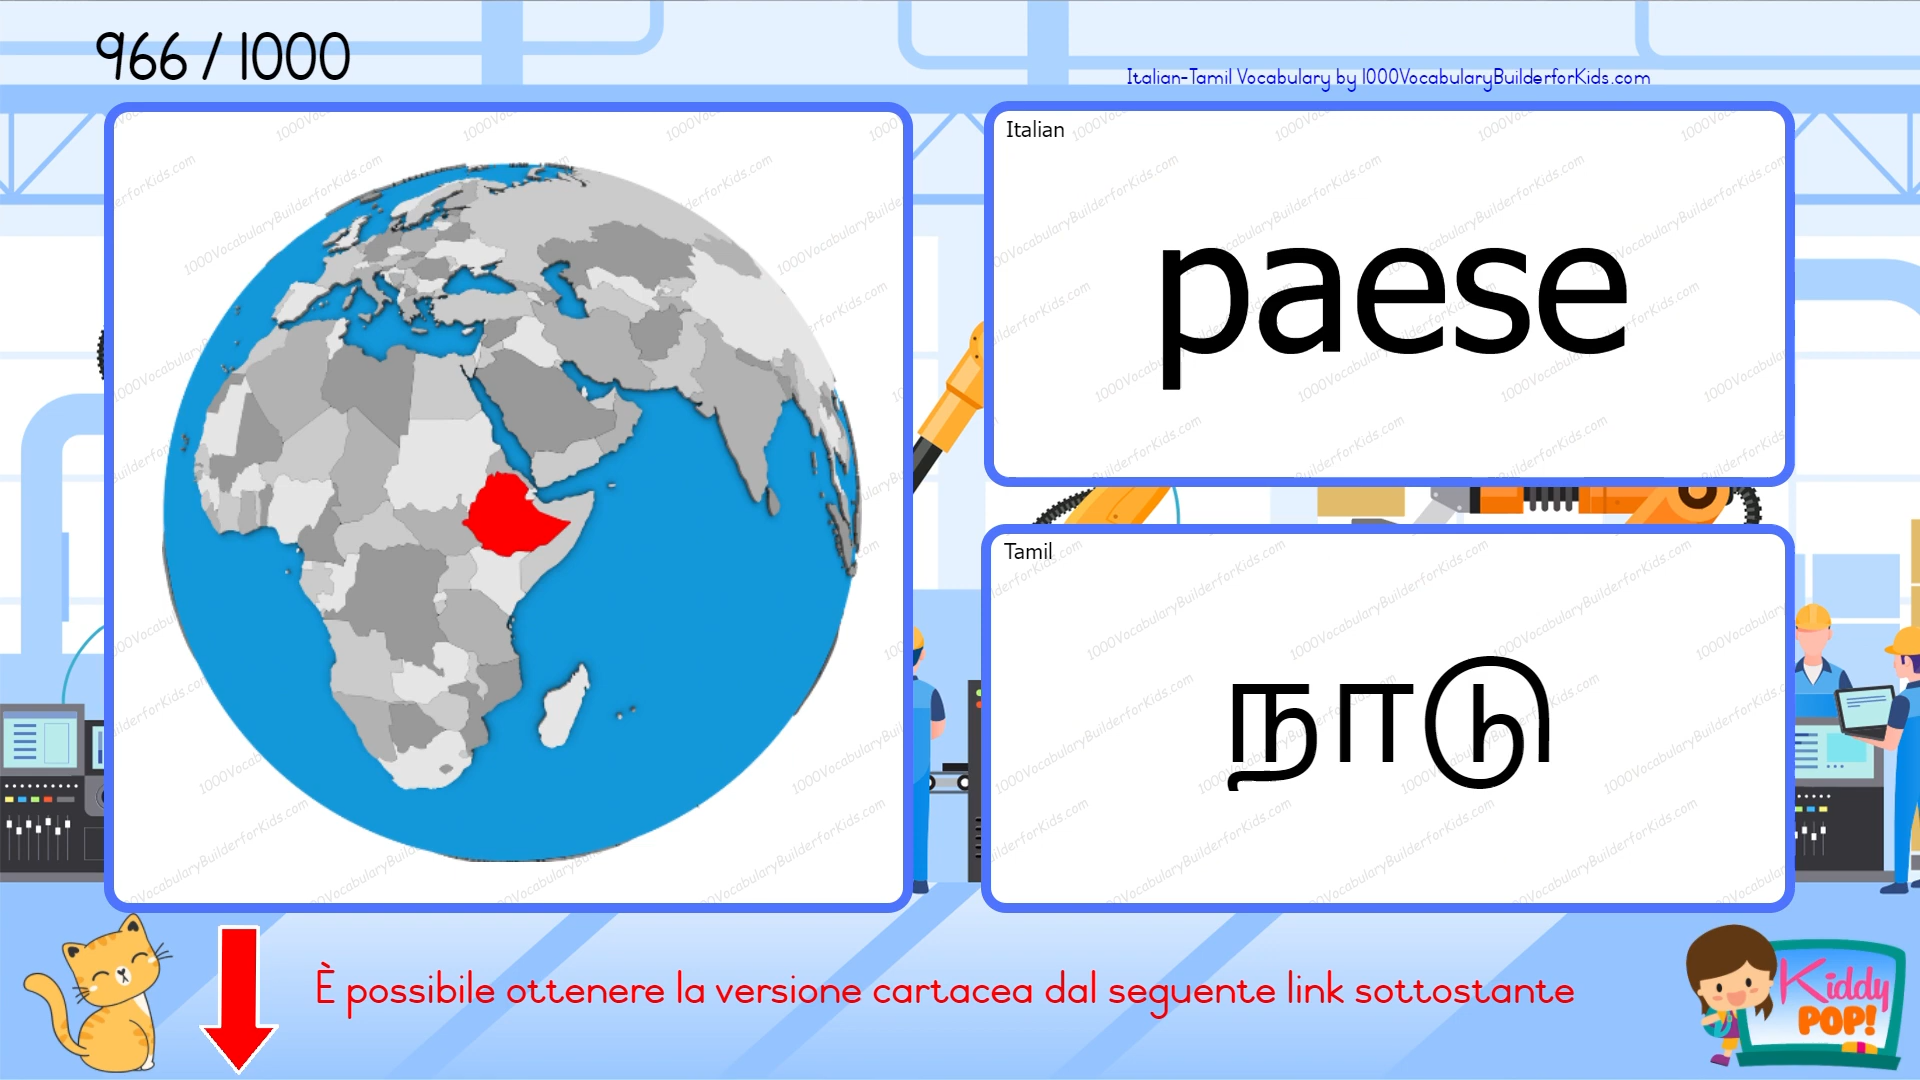 966 / 1000
Italian-Tamil Vocabulary by 1000VocabularyBuilderforKids.com
Italian
paese
Tamil
நாடு
È possibile ottenere la versione cartacea dal seguente link sottostante
Kiddy
POP!